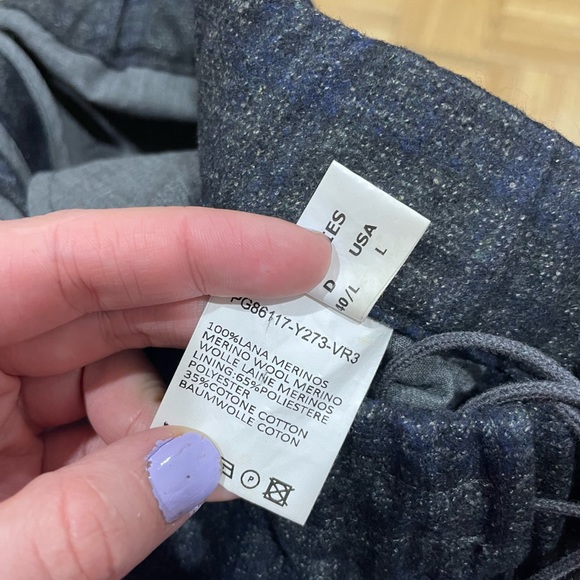 USA
D
40/L
L
PG86117-Y273-VR3
100%LANA MERINOS
MERINO WOOL MERINO
WOLLE LAINE MERINOS
LINING:65%POLIESTERE
POLYESTER
35%COTONE COTTON
BAUMWOLLE COTON
P